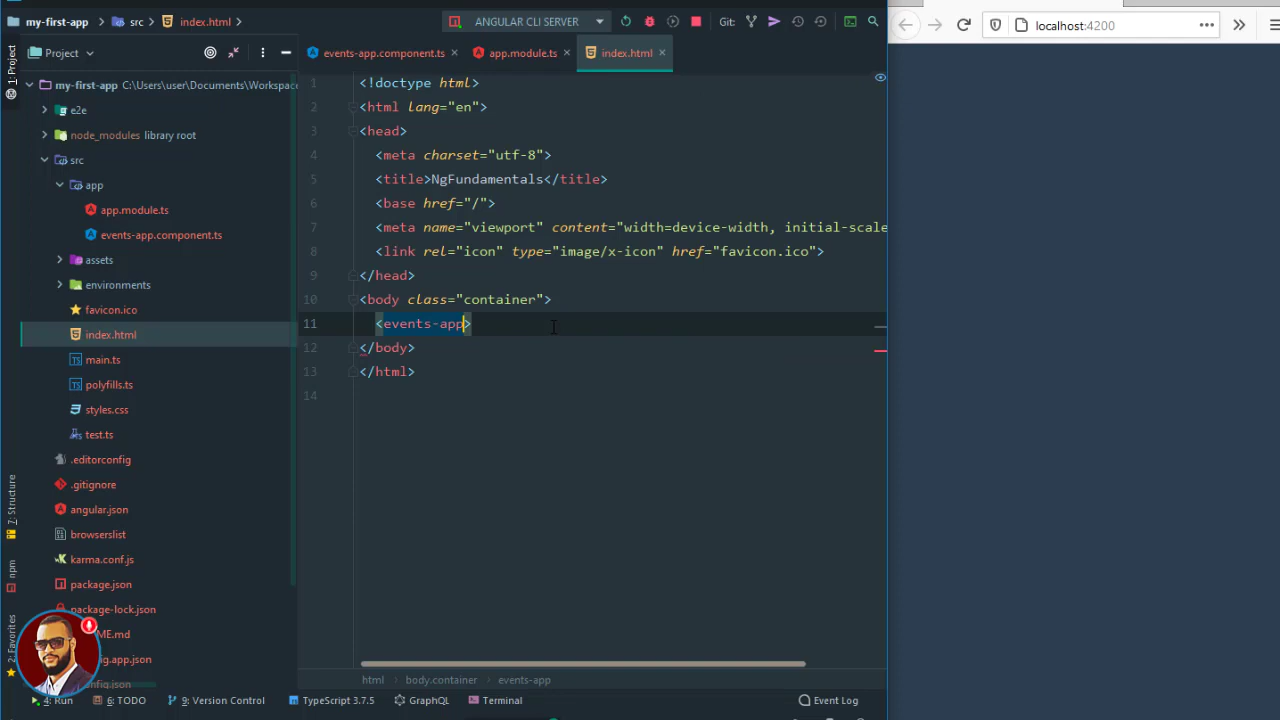 my-first-app
src
index.html
ANGULAR CLI SERVER
Git:
localhost:4200
1: Project
Project
events-app.component.ts
app.module.ts
index.html
my-first-app C:\Users\user\Documents\Workspac
e2e
node_modules library root
src
app
app.module.ts
events-app.component.ts
assets
environments
favicon.ico
index.html
main.ts
polyfills.ts
styles.css
test.ts
.editorconfig
.gitignore
angular.json
browserslist
karma.conf.js
package.json
package-lock.json
ME.md
g.app.json
nfig.json
7: Structure
npm
2: Favorites
1 <!doctype html>
2 <html lang="en">
3 <head>
4 <meta charset="utf-8">
5 <title>NgFundamentals</title>
6 <base href="/">
7 <meta name="viewport" content="width=device-width, initial-scale
8 <link rel="icon" type="image/x-icon" href="favicon.ico">
9 </head>
10 <body class="container">
11 <events-app>
12 </body>
13 </html>
14
html body.container events-app
4: Run
6: TODO
9: Version Control
TypeScript 3.7.5
GraphQL
Terminal
Event Log